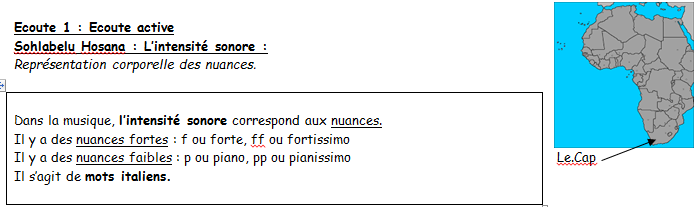 Ecoute 1 : Ecoute active
Sohlabelu Hosana : L’intensité sonore :
Représentation corporelle des nuances.
Dans la musique, l’intensité sonore correspond aux nuances.
Il y a des nuances fortes : f ou forte, ff ou fortissimo
Il y a des nuances faibles : p ou piano, pp ou pianissimo
Il s’agit de mots italiens.
Le.Cap